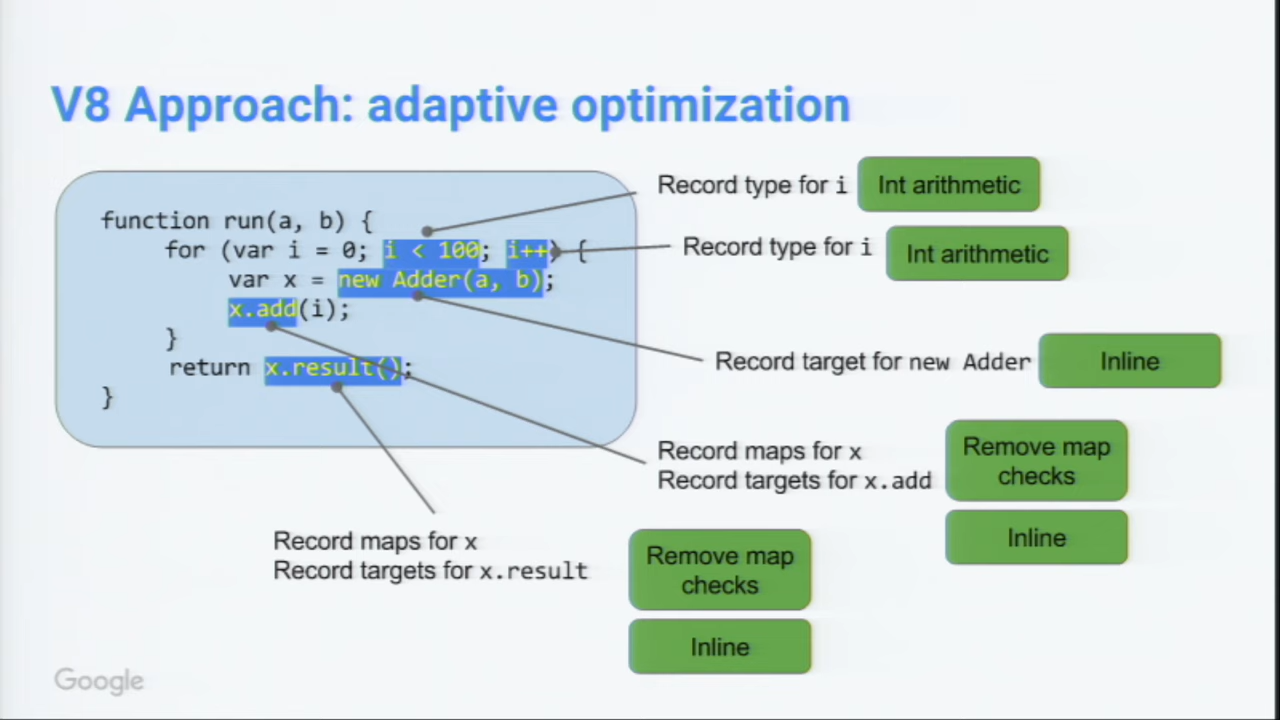 V8 Approach: adaptive optimization
function run(a, b) {
for (var i = 0; i < 100; i++) {
var x = new Adder(a, b);
x.add(i);
}
return x.result();
}
Record type for i
Int arithmetic
Record type for i
Int arithmetic
Record target for new Adder
Inline
Record maps for x
Record targets for x.add
Remove map
checks
Inline
Record maps for x
Record targets for x.result
Remove map
checks
Inline
Google